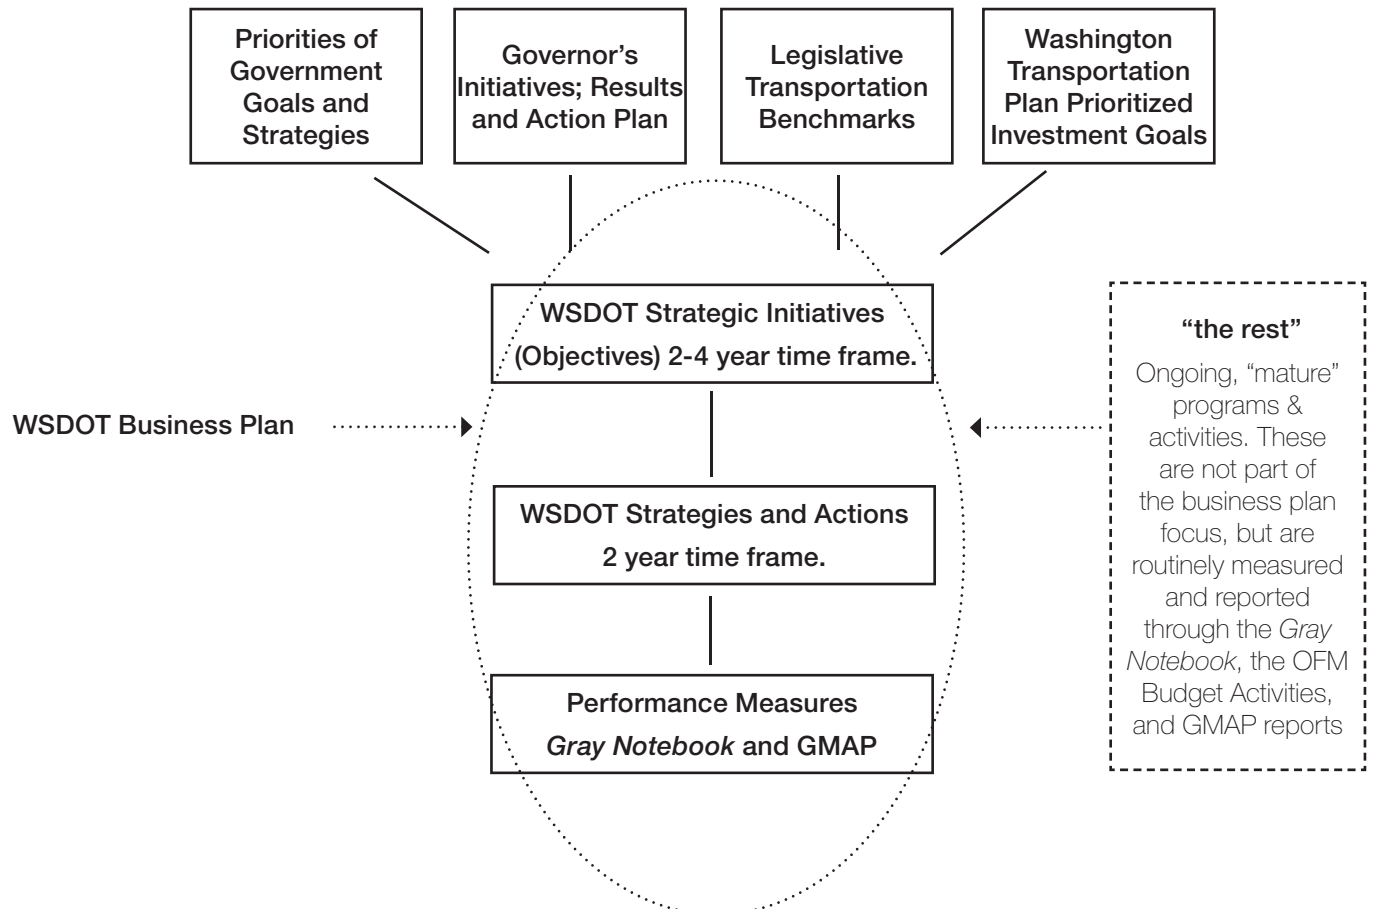 Priorities of
Government
Goals and
Strategies
Governor’s
Initiatives; Results
and Action Plan
Legislative
Transportation
Benchmarks
Washington
Transportation
Plan Prioritized
Investment Goals
WSDOT Strategic Initiatives
(Objectives) 2-4 year time frame.
WSDOT Business Plan
WSDOT Strategies and Actions
2 year time frame.
Performance Measures
Gray Notebook and GMAP
“the rest”
Ongoing, “mature”
programs &
activities. These
are not part of
the business plan
focus, but are
routinely measured
and reported
through the Gray
Notebook, the OFM
Budget Activities,
and GMAP reports